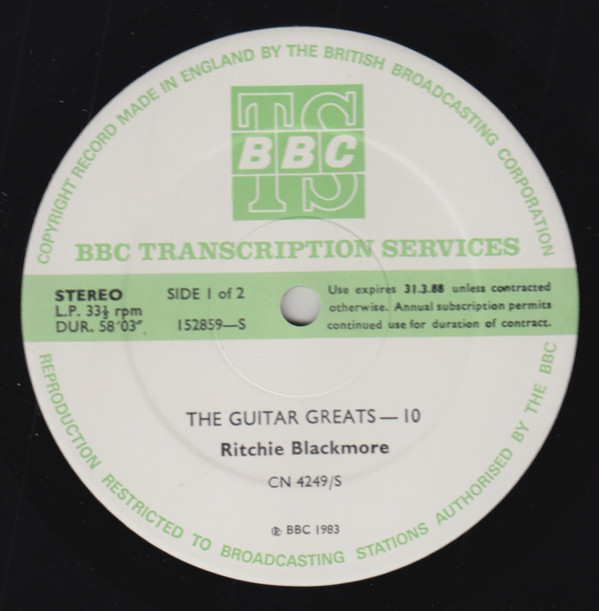 COPYRIGHT RECORD MADE IN ENGLAND BY THE BRITISH BROADCASTING CORPORATION
TS
BBC
BBC TRANSCRIPTION SERVICES
STEREO
L.P. 33⅓ rpm
DUR. 58′03″
SIDE 1 of 2
152859—S
Use expires 31.3.88 unless contracted
otherwise. Annual subscription permits
continued use for duration of contract.
THE GUITAR GREATS—10
Ritchie Blackmore
CN 4249/S
℗ BBC 1983
REPRODUCTION RESTRICTED TO BROADCASTING STATIONS AUTHORISED BY THE BBC